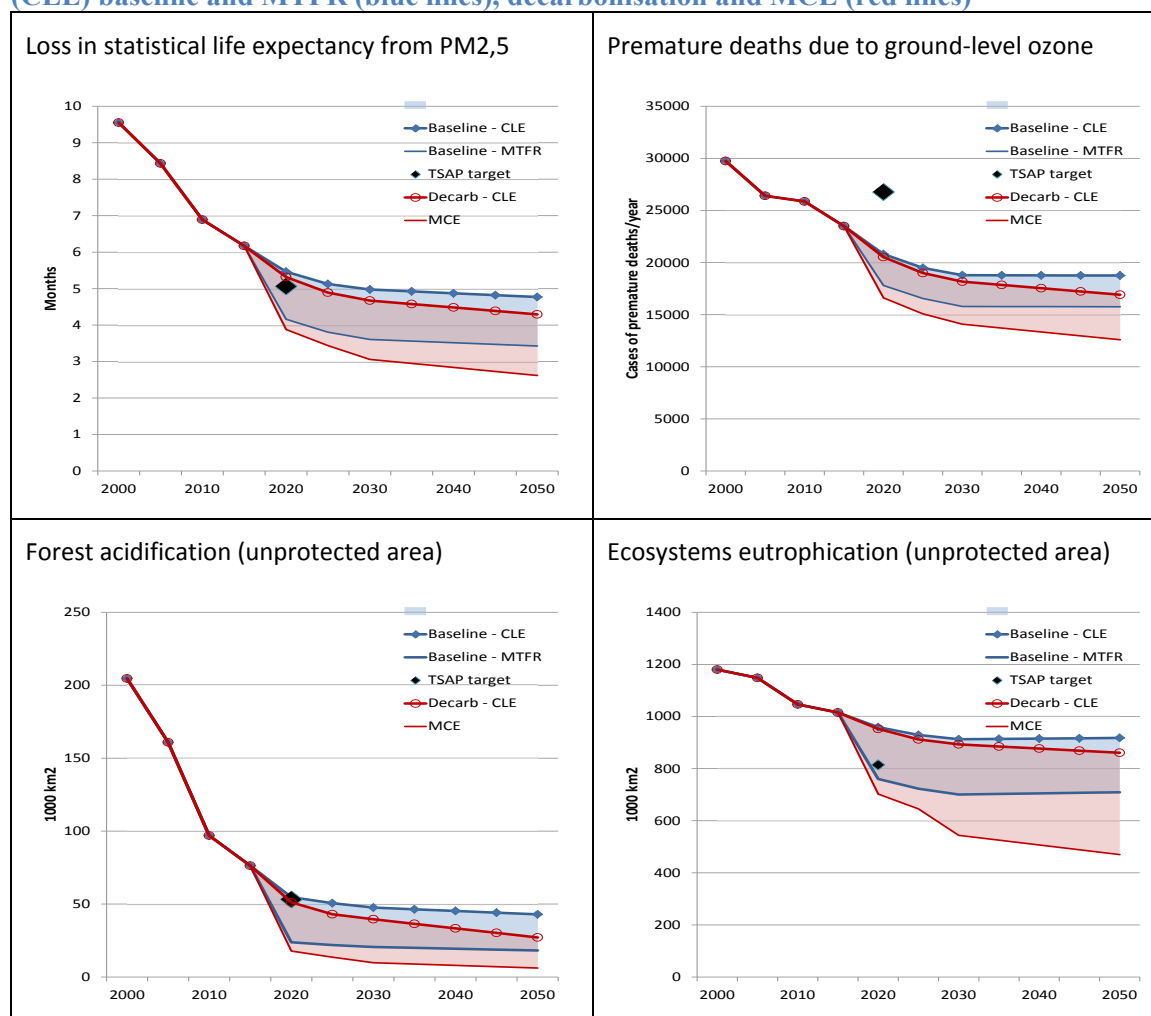 (CLE) baseline and MTFR (blue lines), decarbonisation and MCE (red lines)
Loss in statistical life expectancy from PM2,5
Months
10
9
8
7
6
5
4
3
2
1
0
2000 2010 2020 2030 2040 2050
Baseline - CLE
Baseline - MTFR
TSAP target
Decarb - CLE
MCE
Premature deaths due to ground-level ozone
Cases of premature deaths/year
35000
30000
25000
20000
15000
10000
5000
0
2000 2010 2020 2030 2040 2050
Baseline - CLE
Baseline - MTFR
TSAP target
Decarb - CLE
MCE
Forest acidification (unprotected area)
1000 km2
250
200
150
100
50
0
2000 2010 2020 2030 2040 2050
Baseline - CLE
Baseline - MTFR
TSAP target
Decarb - CLE
MCE
Ecosystems eutrophication (unprotected area)
1000 km2
1400
1200
1000
800
600
400
200
0
2000 2010 2020 2030 2040 2050
Baseline - CLE
Baseline - MTFR
TSAP target
Decarb - CLE
MCE